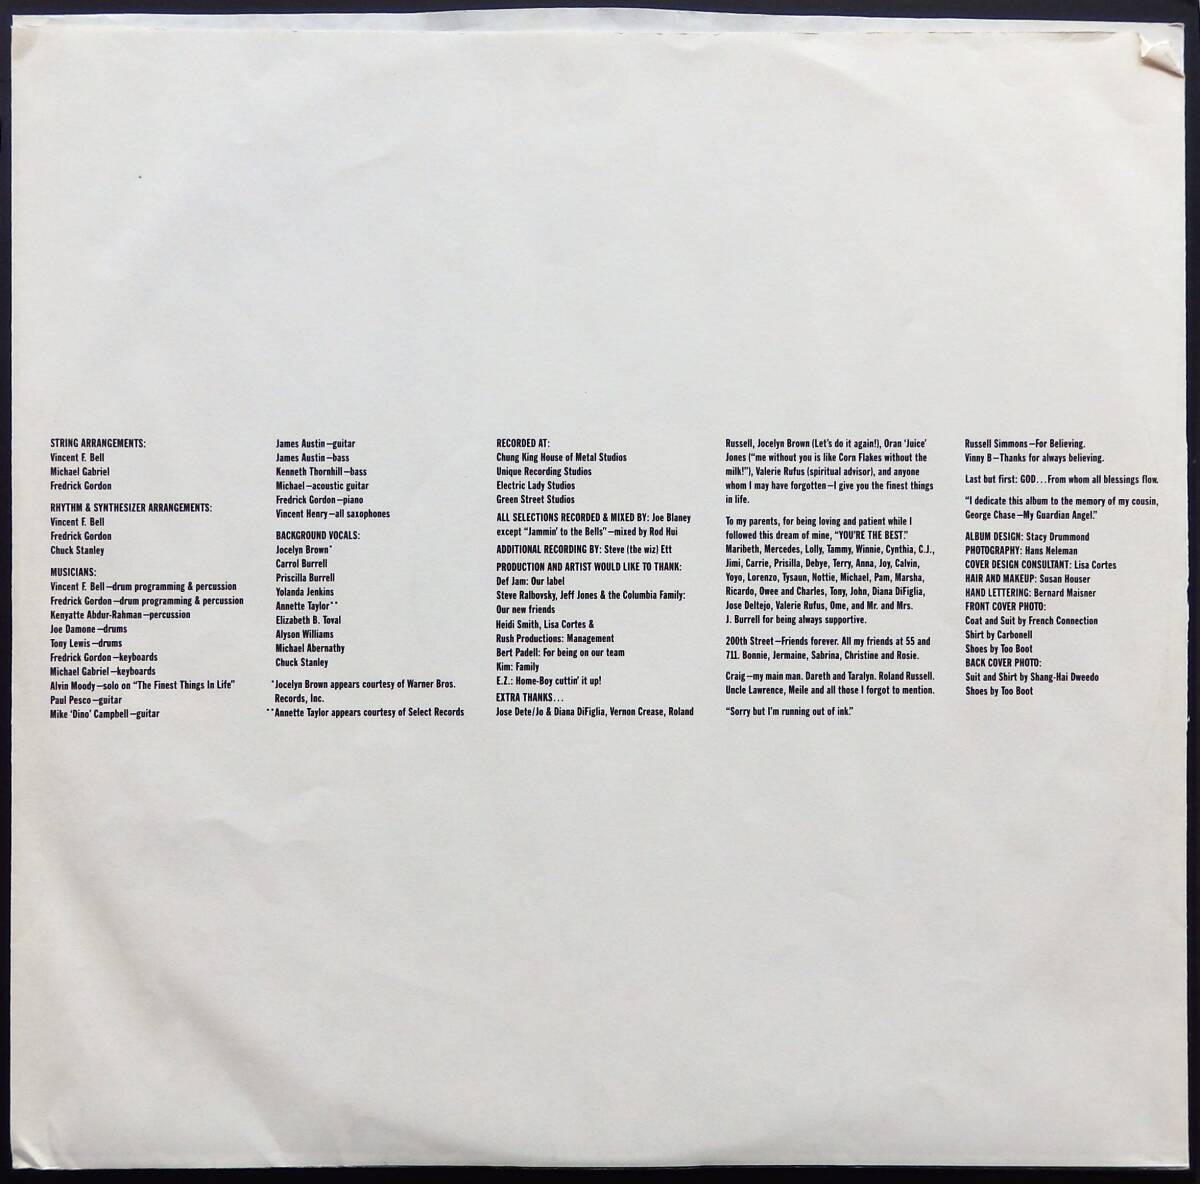 STRING ARRANGEMENTS:
Vincent F. Bell
Michael Gabriel
Fredrick Gordon
RHYTHM & SYNTHESIZER ARRANGEMENTS:
Vincent F. Bell
Fredrick Gordon
Chuck Stanley
MUSICIANS:
Vincent F. Bell—drum programming & percussion
Fredrick Gordon—drum programming & percussion
Kenyatte Abdur-Rahman—percussion
Joe Damone—drums
Tony Lewis—drums
Fredrick Gordon—keyboards
Michael Gabriel—keyboards
Alvin Moody—solo on "The Finest Things In Life"
Paul Pesco—guitar
Mike 'Dino' Campbell—guitar
James Austin—guitar
James Austin—bass
Kenneth Thornhill—bass
Michael—acoustic guitar
Fredrick Gordon—piano
Vincent Henry—all saxophones
BACKGROUND VOCALS:
Jocelyn Brown*
Carrol Burrell
Priscilla Burrell
Yolanda Jenkins
Annette Taylor**
Elizabeth B. Toval
Alyson Williams
Michael Abernathy
Chuck Stanley
*Jocelyn Brown appears courtesy of Warner Bros.
Records, Inc.
**Annette Taylor appears courtesy of Select Records
RECORDED AT:
Chung King House of Metal Studios
Unique Recording Studios
Electric Lady Studios
Green Street Studios
ALL SELECTIONS RECORDED & MIXED BY: Joe Blaney
except "Jammin' to the Bells"—mixed by Rod Hui
ADDITIONAL RECORDING BY: Steve (the wiz) Ett
PRODUCTION AND ARTIST WOULD LIKE TO THANK:
Def Jam: Our label
Steve Ralbovsky, Jeff Jones & the Columbia Family:
Our new friends
Heidi Smith, Lisa Cortes &
Rush Productions: Management
Bert Padell: For being on our team
Kim: Family
E.Z.: Home-Boy cuttin' it up!
EXTRA THANKS...
Jose Dete/Jo & Diana DiFiglia, Vernon Crease, Roland
Russell, Jocelyn Brown (Let's do it again!), Oran 'Juice'
Jones ("me without you is like Corn Flakes without the
milk!"), Valerie Rufus (spiritual advisor), and anyone
whom I may have forgotten—I give you the finest things
in life.
To my parents, for being loving and patient while I
followed this dream of mine, "YOU'RE THE BEST."
Maribeth, Mercedes, Lolly, Tammy, Winnie, Cynthia, C.J.,
Jimi, Carrie, Prisilla, Debye, Terry, Anna, Joy, Calvin,
Yoyo, Lorenzo, Tysaun, Nottie, Michael, Pam, Marsha,
Ricardo, Owee and Charles, Tony, John, Diana DiFiglia,
Jose Deltejo, Valerie Rufus, Ome, and Mr. and Mrs.
J. Burrell for being always supportive.
200th Street—Friends forever. All my friends at 55 and
711. Bonnie, Jermaine, Sabrina, Christine and Rosie.
Craig—my main man. Dareth and Taralyn. Roland Russell.
Uncle Lawrence, Meile and all those I forgot to mention.
"Sorry but I'm running out of ink."
Russell Simmons—For Believing.
Vinny B—Thanks for always believing.
Last but first: GOD...From whom all blessings flow.
"I dedicate this album to the memory of my cousin,
George Chase—My Guardian Angel."
ALBUM DESIGN: Stacy Drummond
PHOTOGRAPHY: Hans Neleman
COVER DESIGN CONSULTANT: Lisa Cortes
HAIR AND MAKEUP: Susan Houser
HAND LETTERING: Bernard Maisner
FRONT COVER PHOTO:
Coat and Suit by French Connection
Shirt by Carbonell
Shoes by Too Boot
BACK COVER PHOTO:
Suit and Shirt by Shang-Hai Dweedo
Shoes by Too Boot